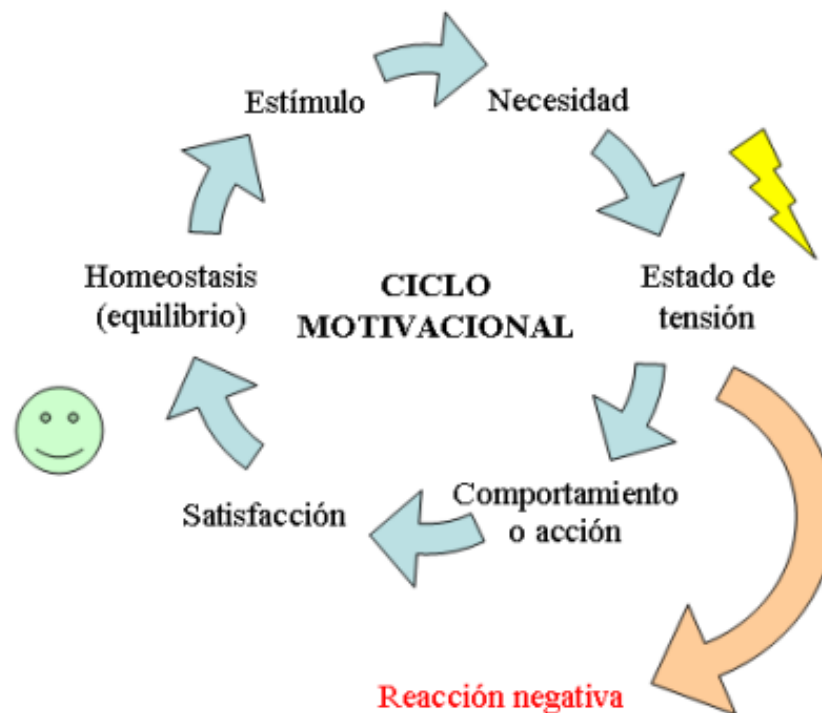 Estímulo
Necesidad
Homeostasis
(equilibrio)
CICLO
MOTIVACIONAL
Estado de
tensión
Satisfacción
Comportamiento
o acción
Reacción negativa